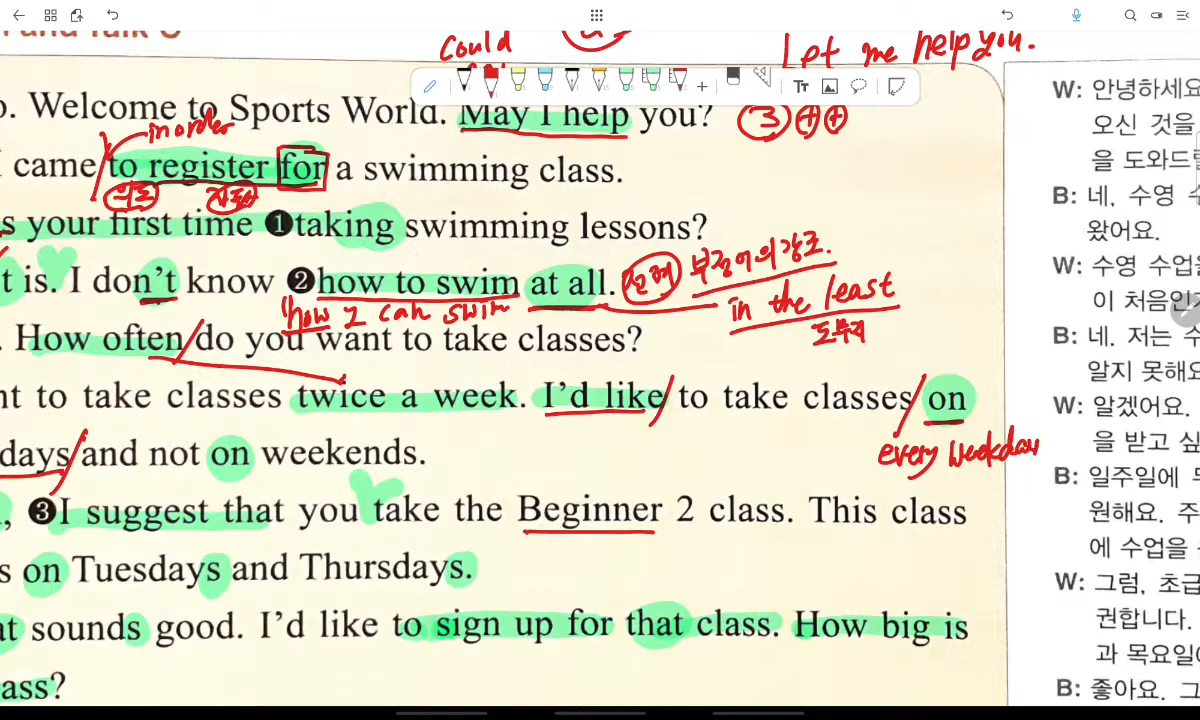 Could
Let me help you.
o. Welcome to Sports World. May I help you? ③ ++
in order
came to register for a swimming class.
s your first time ❶taking swimming lessons?
t is. I don't know ❷how to swim at all. 부정어의 강조.
how I can swim
in the least
도무지
. How often do you want to take classes?
nt to take classes twice a week. I'd like to take classes on
every weekday
days and not on weekends.
, ❸I suggest that you take the Beginner 2 class. This class
s on Tuesdays and Thursdays.
at sounds good. I'd like to sign up for that class. How big is
ass?
W: 안녕하세요
오신 것을
을 도와드릴
B: 네, 수영 수
왔어요.
W: 수영 수업을
이 처음인가
B: 네. 저는 수
알지 못해요
W: 알겠어요.
을 받고 싶
B: 일주일에 두
원해요. 주
에 수업을
W: 그럼, 초급
권합니다.
과 목요일에
B: 좋아요. 그